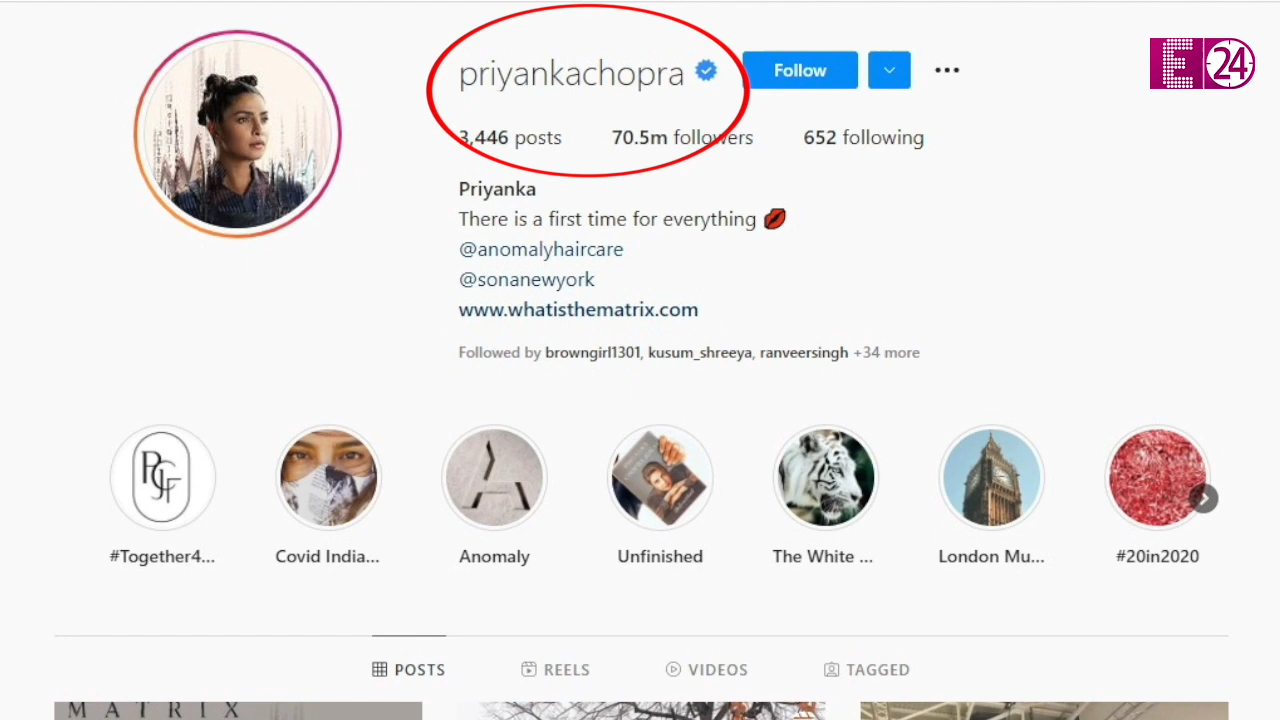 priyankachopra
Follow
E 24
3,446 posts 70.5m followers 652 following
Priyanka
There is a first time for everything 💋
@anomalyhaircare
@sonanewyork
www.whatisthematrix.com
Followed by browngirl1301, kusum_shreeya, ranveersingh +34 more
PCJF
#Together4... Covid India... Anomaly Unfinished The White ... London Mu... #20in2020
POSTS REELS VIDEOS TAGGED
MATRIX